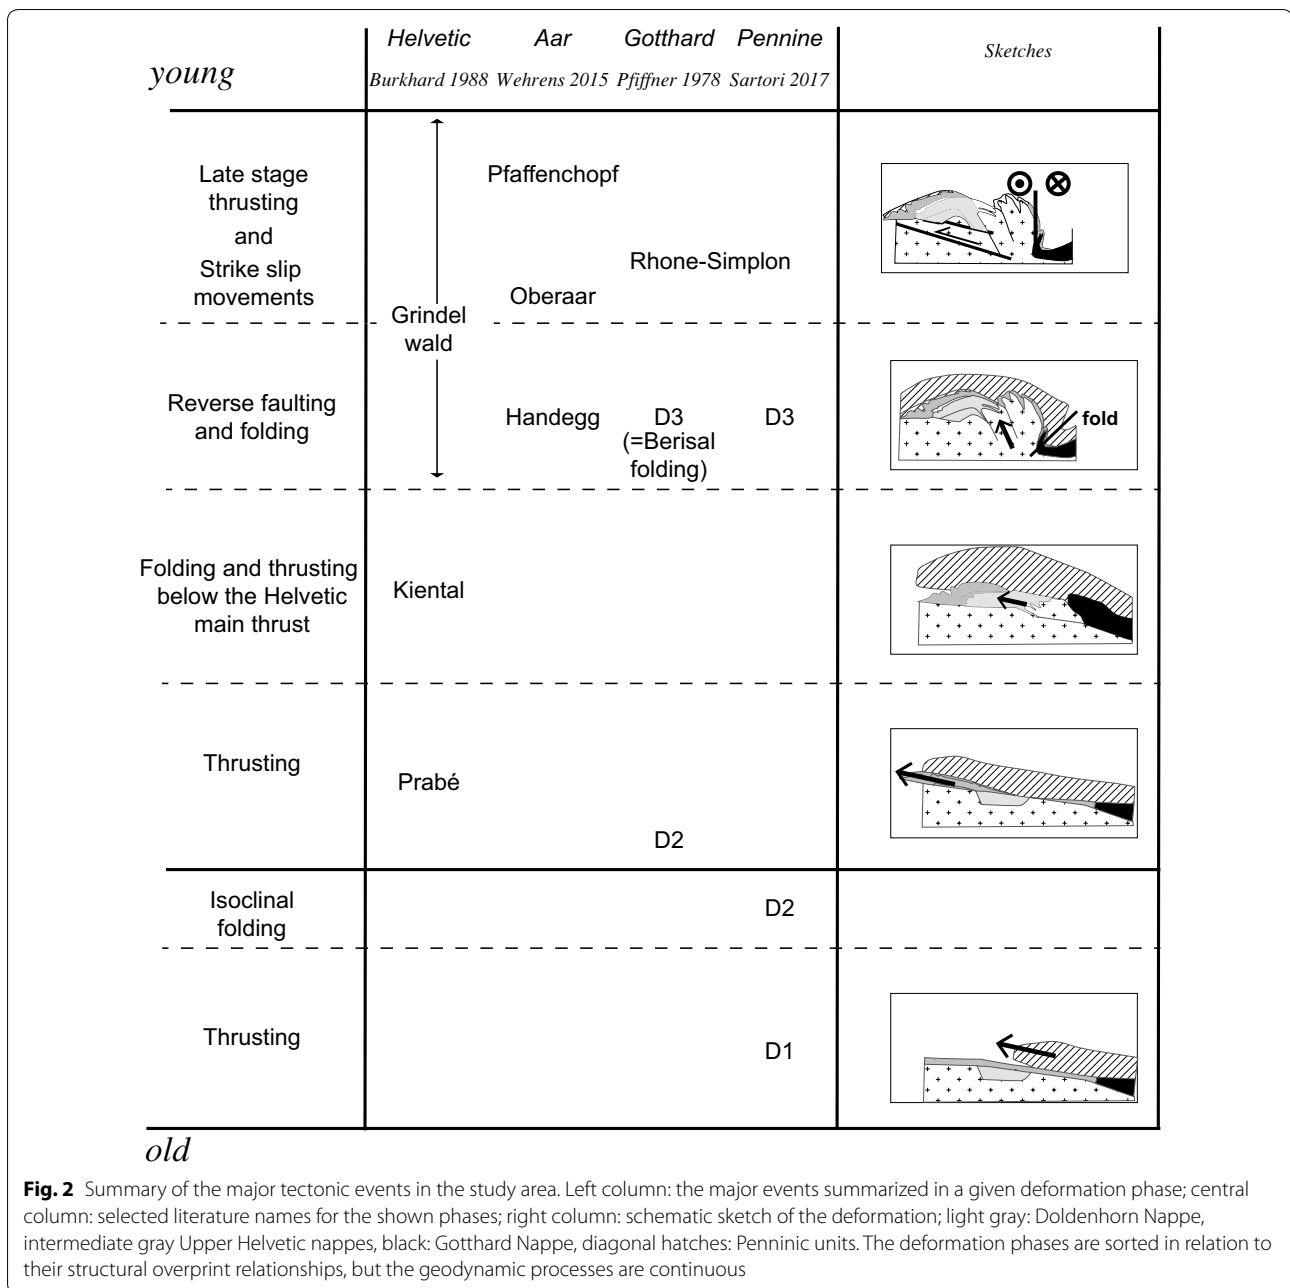 Helvetic Aar Gotthard Pennine
Sketches
young
Burkhard 1988 Wehrens 2015 Pfiffner 1978 Sartori 2017
Late stage
thrusting
and
Strike slip
movements
Pfaffenchopf
Rhone-Simplon
Oberaar
Grindel
wald
Reverse faulting
and folding
Handegg
D3
(=Berisal
folding)
D3
fold
Folding and thrusting
below the Helvetic
main thrust
Kiental
Thrusting
Prabé
D2
Isoclinal
folding
D2
Thrusting
D1
old
Fig. 2 Summary of the major tectonic events in the study area. Left column: the major events summarized in a given deformation phase; central
column: selected literature names for the shown phases; right column: schematic sketch of the deformation; light gray: Doldenhorn Nappe,
intermediate gray Upper Helvetic nappes, black: Gotthard Nappe, diagonal hatches: Penninic units. The deformation phases are sorted in relation to
their structural overprint relationships, but the geodynamic processes are continuous